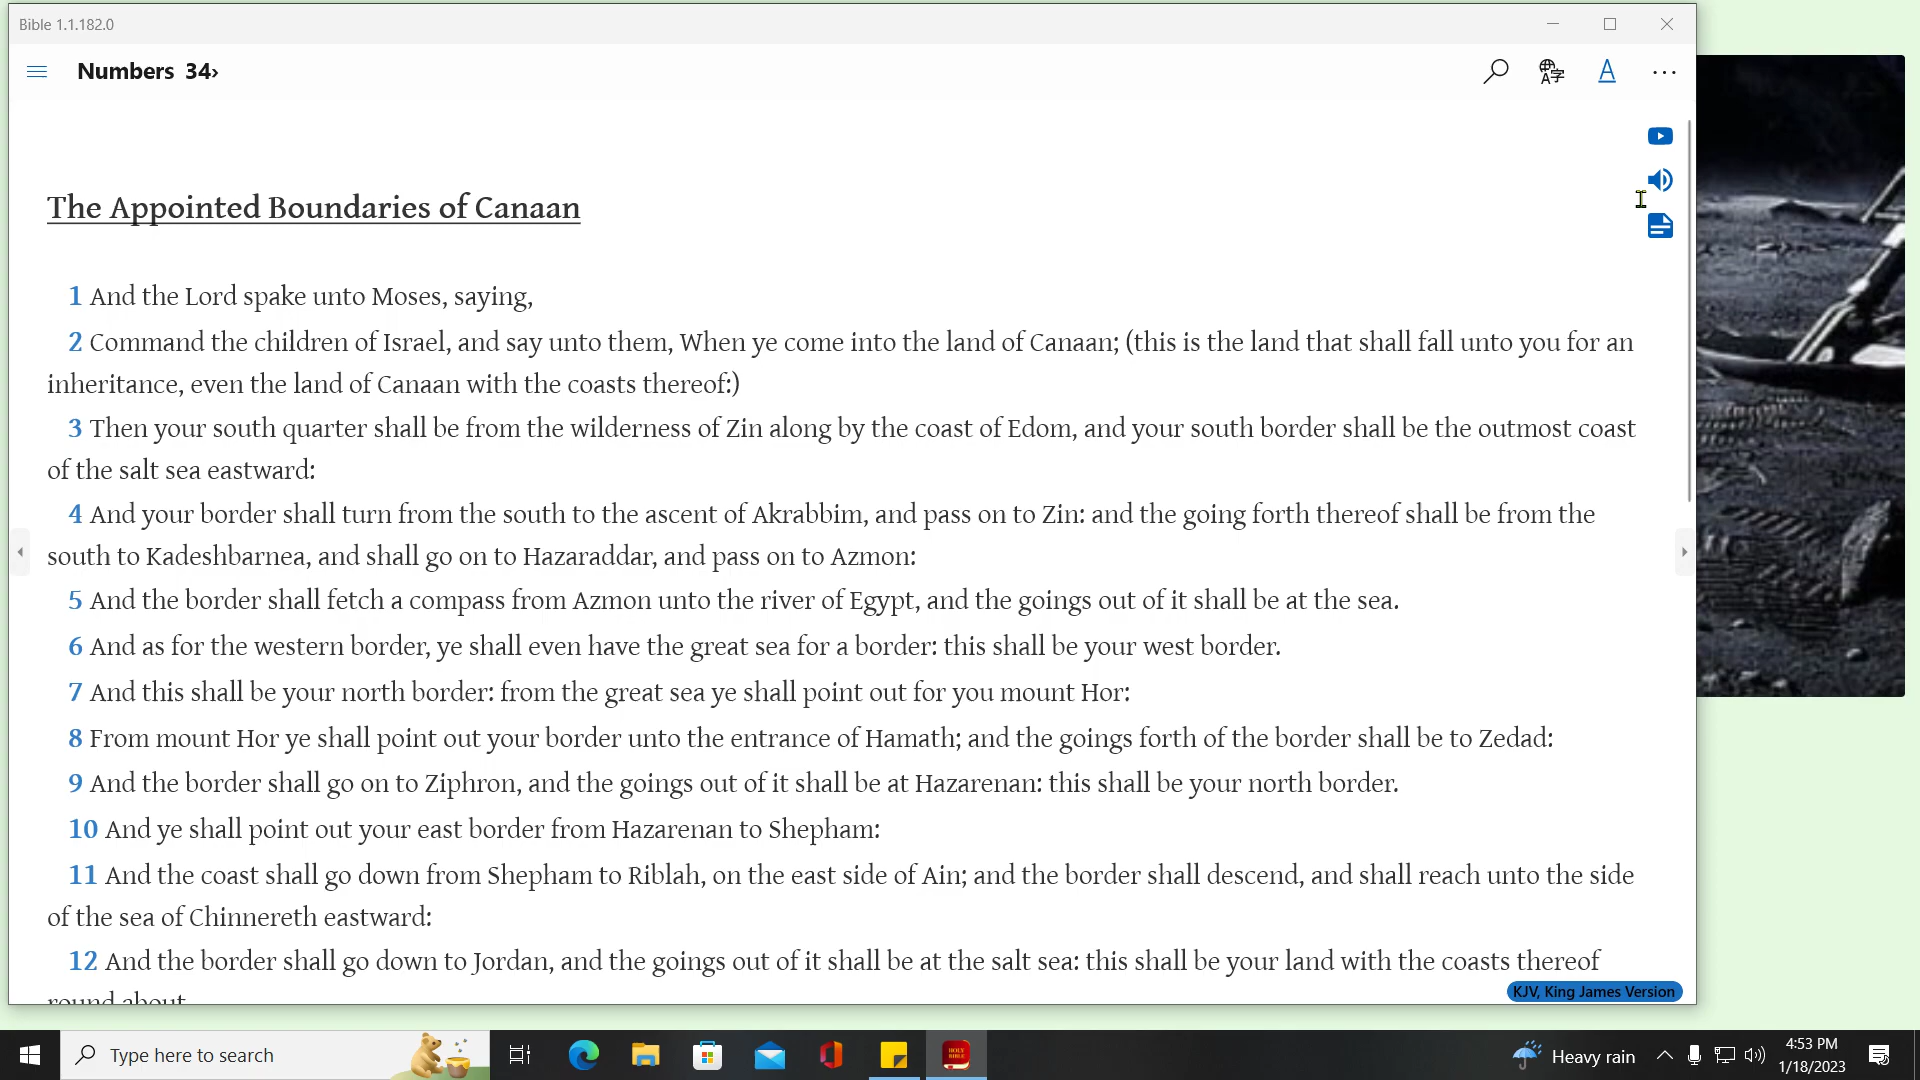 Bible 1.1.182.0
Numbers 34›
The Appointed Boundaries of Canaan
1 And the Lord spake unto Moses, saying,
2 Command the children of Israel, and say unto them, When ye come into the land of Canaan; (this is the land that shall fall unto you for an
inheritance, even the land of Canaan with the coasts thereof:)
3 Then your south quarter shall be from the wilderness of Zin along by the coast of Edom, and your south border shall be the outmost coast
of the salt sea eastward:
4 And your border shall turn from the south to the ascent of Akrabbim, and pass on to Zin: and the going forth thereof shall be from the
south to Kadeshbarnea, and shall go on to Hazaraddar, and pass on to Azmon:
5 And the border shall fetch a compass from Azmon unto the river of Egypt, and the goings out of it shall be at the sea.
6 And as for the western border, ye shall even have the great sea for a border: this shall be your west border.
7 And this shall be your north border: from the great sea ye shall point out for you mount Hor:
8 From mount Hor ye shall point out your border unto the entrance of Hamath; and the goings forth of the border shall be to Zedad:
9 And the border shall go on to Ziphron, and the goings out of it shall be at Hazarenan: this shall be your north border.
10 And ye shall point out your east border from Hazarenan to Shepham:
11 And the coast shall go down from Shepham to Riblah, on the east side of Ain; and the border shall descend, and shall reach unto the side
of the sea of Chinnereth eastward:
12 And the border shall go down to Jordan, and the goings out of it shall be at the salt sea: this shall be your land with the coasts thereof
round about.
KJV, King James Version
Type here to search
HOLY BIBLE
Heavy rain
4:53 PM
1/18/2023